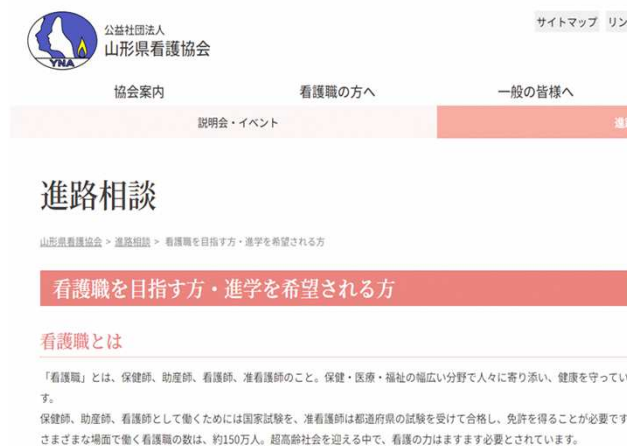 公益社団法人
山形県看護協会
YNA
サイトマップ リン
協会案内 看護職の方へ 一般の皆様へ
説明会・イベント 進
進路相談
山形県看護協会 > 進路相談 > 看護職を目指す方・進学を希望される方
看護職を目指す方・進学を希望される方
看護職とは
「看護職」とは、保健師、助産師、看護師、准看護師のこと。保健・医療・福祉の幅広い分野で人々に寄り添い、健康を守ってい
す。
保健師、助産師、看護師として働くためには国家試験を、准看護師は都道府県の試験を受けて合格し、免許を得ることが必要です
さまざまな場面で働く看護職の数は、約150万人。超高齢社会を迎える中で、看護の力はますます必要とされています。